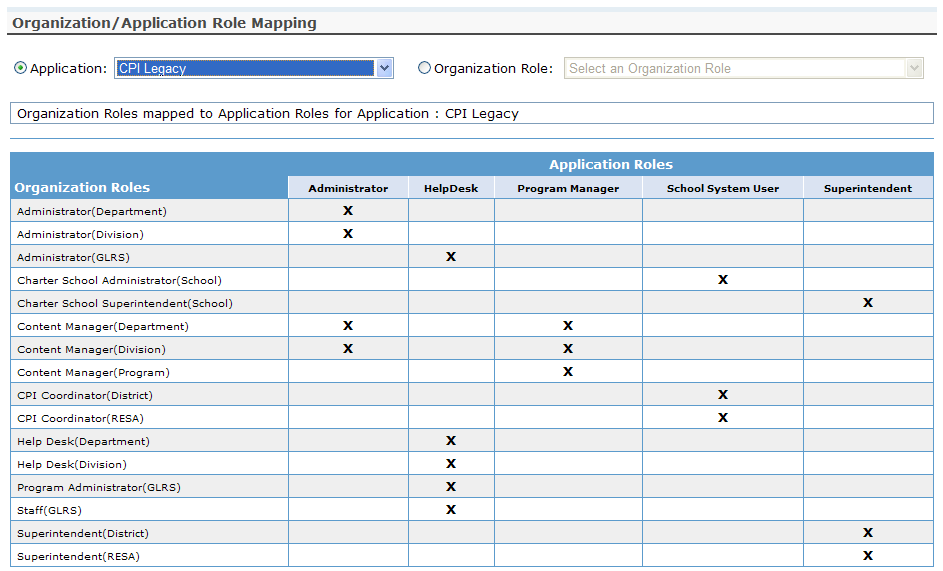 Organization/Application Role Mapping
Application: CPI Legacy Organization Role: Select an Organization Role
Organization Roles mapped to Application Roles for Application : CPI Legacy
Application Roles
Organization Roles Administrator HelpDesk Program Manager School System User Superintendent
Administrator(Department) X
Administrator(Division) X
Administrator(GLRS) X
Charter School Administrator(School) X
Charter School Superintendent(School) X
Content Manager(Department) X X
Content Manager(Division) X X
Content Manager(Program) X
CPI Coordinator(District) X
CPI Coordinator(RESA) X
Help Desk(Department) X
Help Desk(Division) X
Program Administrator(GLRS) X
Staff(GLRS) X
Superintendent(District) X
Superintendent(RESA) X